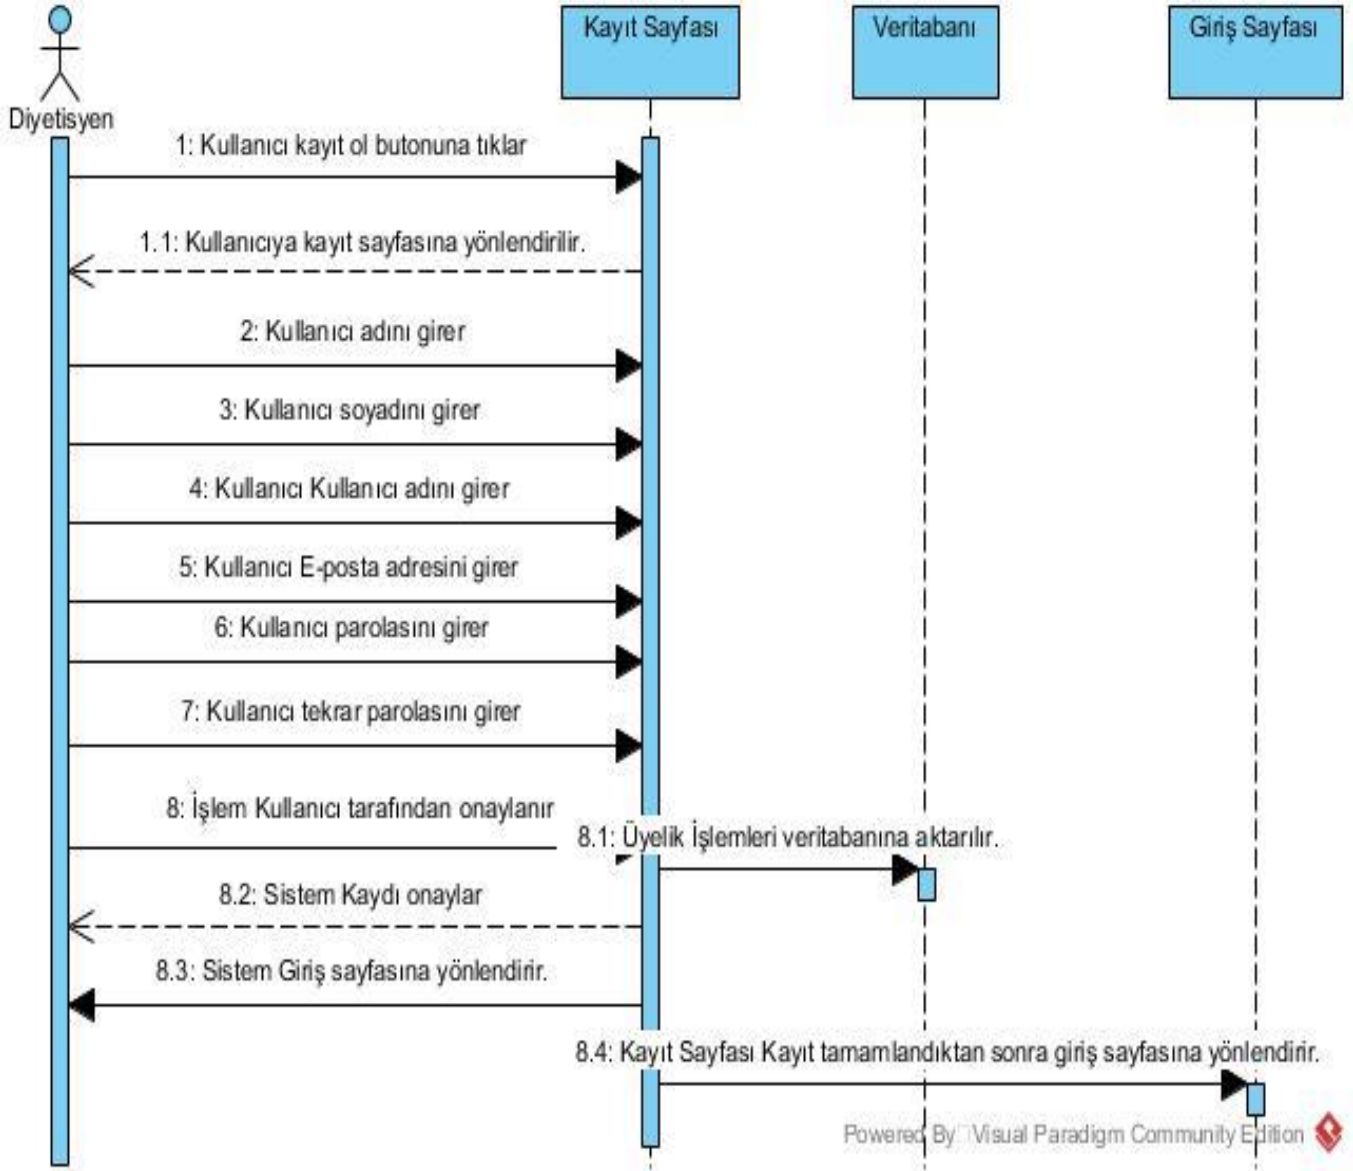 Kayıt Sayfası
Veritabanı
Giriş Sayfası
Diyetisyen
1: Kullanıcı kayıt ol butonuna tıklar
1.1: Kullanıcıya kayıt sayfasına yönlendirilir.
2: Kullanıcı adını girer
3: Kullanıcı soyadını girer
4: Kullanıcı Kullanıcı adını girer
5: Kullanıcı E-posta adresini girer
6: Kullanıcı parolasını girer
7: Kullanıcı tekrar parolasını girer
8: İşlem Kullanıcı tarafından onaylanır
8.1: Üyelik İşlemleri veritabanına aktarılır.
8.2: Sistem Kaydı onaylar
8.3: Sistem Giriş sayfasına yönlendirir.
8.4: Kayıt Sayfası Kayıt tamamlandıktan sonra giriş sayfasına yönlendirir.
Powered By Visual Paradigm Community Edition